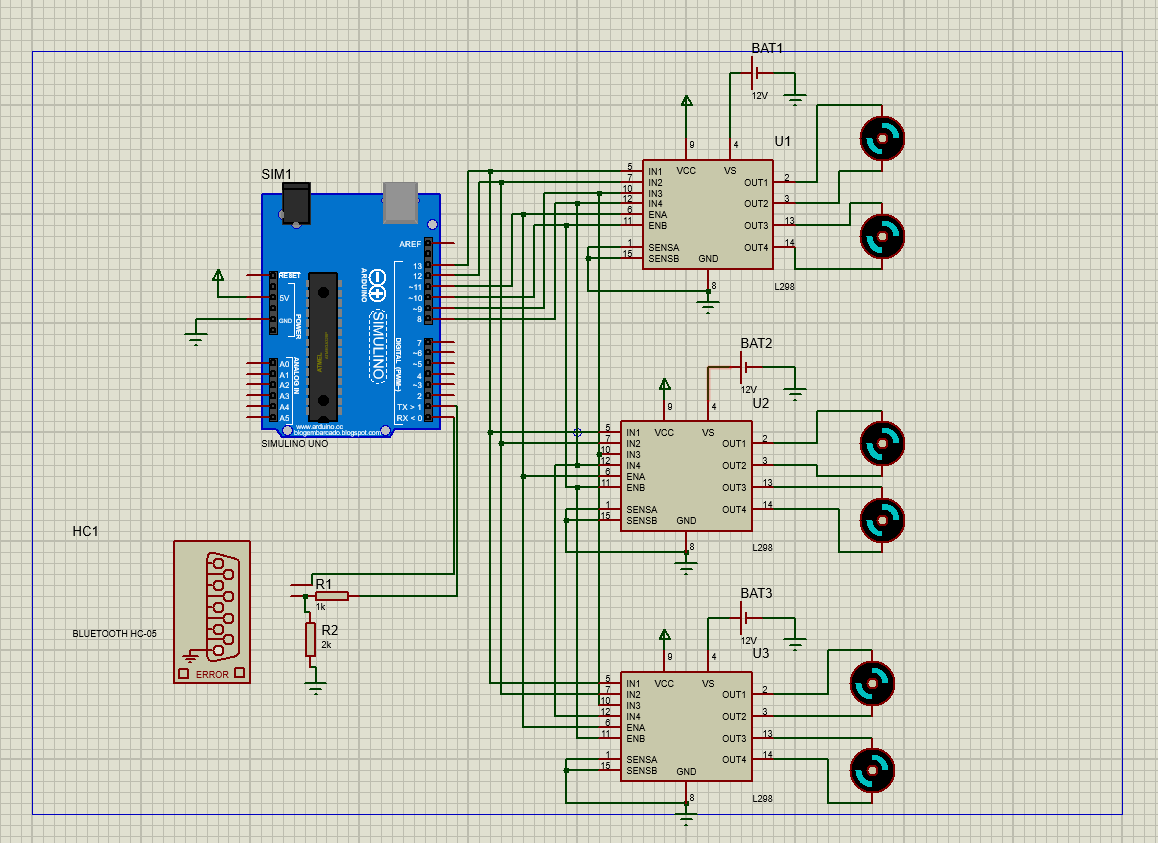 BAT1
12V
U1
9
4
5
7
10
12
6
11
1
15
IN1
IN2
IN3
IN4
ENA
ENB
SENSA
SENSB
VCC
VS
GND
OUT1
OUT2
OUT3
OUT4
2
3
13
14
8
L298
SIM1
RESET
5V
GND
POWER
A0
A1
A2
A3
A4
A5
ANALOG IN
ATMEL
ARDUINO
SIMULINO
AREF
13
12
~11
~10
~9
8
7
~6
~5
4
~3
2
TX > 1
RX < 0
DIGITAL (PWM~)
www.arduino.cc
blogembarcado.blogspot.com
SIMULINO UNO
BAT2
12V
U2
9
4
5
7
10
12
6
11
1
15
IN1
IN2
IN3
IN4
ENA
ENB
SENSA
SENSB
VCC
VS
GND
OUT1
OUT2
OUT3
OUT4
2
3
13
14
8
L298
HC1
BLUETOOTH HC-05
ERROR
R1
1k
R2
2k
BAT3
12V
U3
9
4
5
7
10
12
6
11
1
15
IN1
IN2
IN3
IN4
ENA
ENB
SENSA
SENSB
VCC
VS
GND
OUT1
OUT2
OUT3
OUT4
2
3
13
14
8
L298